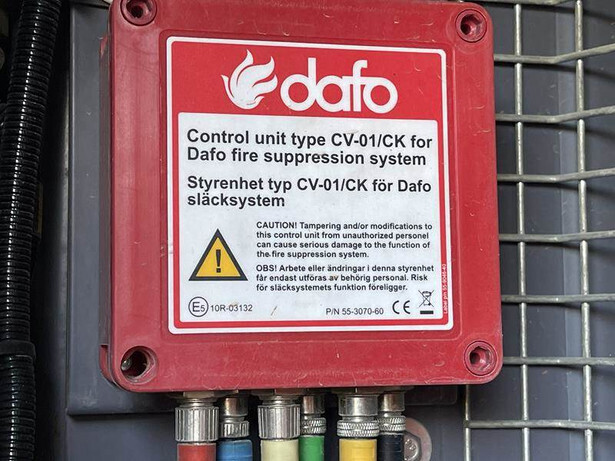 dafo
Control unit type CV-01/CK for
Dafo fire suppression system
Styrenhet typ CV-01/CK för Dafo
släcksystem
CAUTION! Tampering and/or modifications to
this control unit from unauthorized personel
can cause serious damage to the function of
the fire suppression system.
OBS! Arbete eller ändringar i denna styrenhet
får endast utföras av behörig personal. Risk
för släcksystemets funktion föreligger.
E5 10R-03132
P/N 55-3070-60 CE